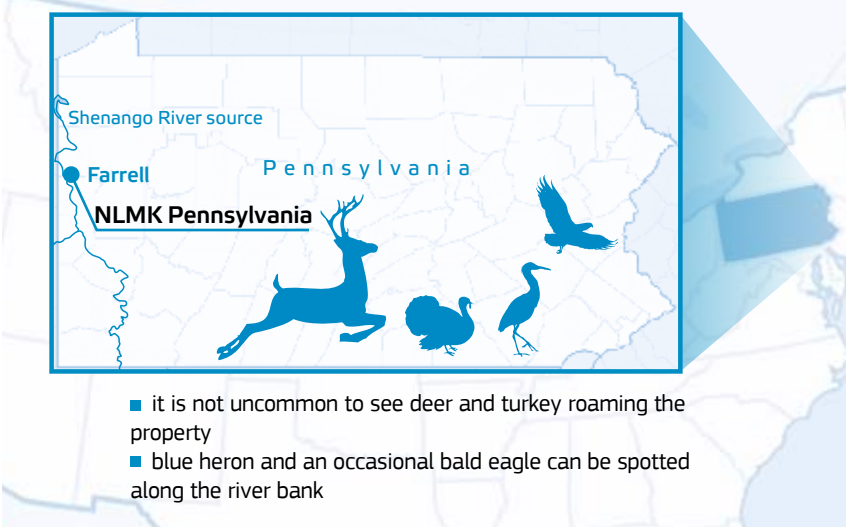 Shenango River source
Pennsylvania
Farrell
NLMK Pennsylvania
■ it is not uncommon to see deer and turkey roaming the
property
■ blue heron and an occasional bald eagle can be spotted
along the river bank